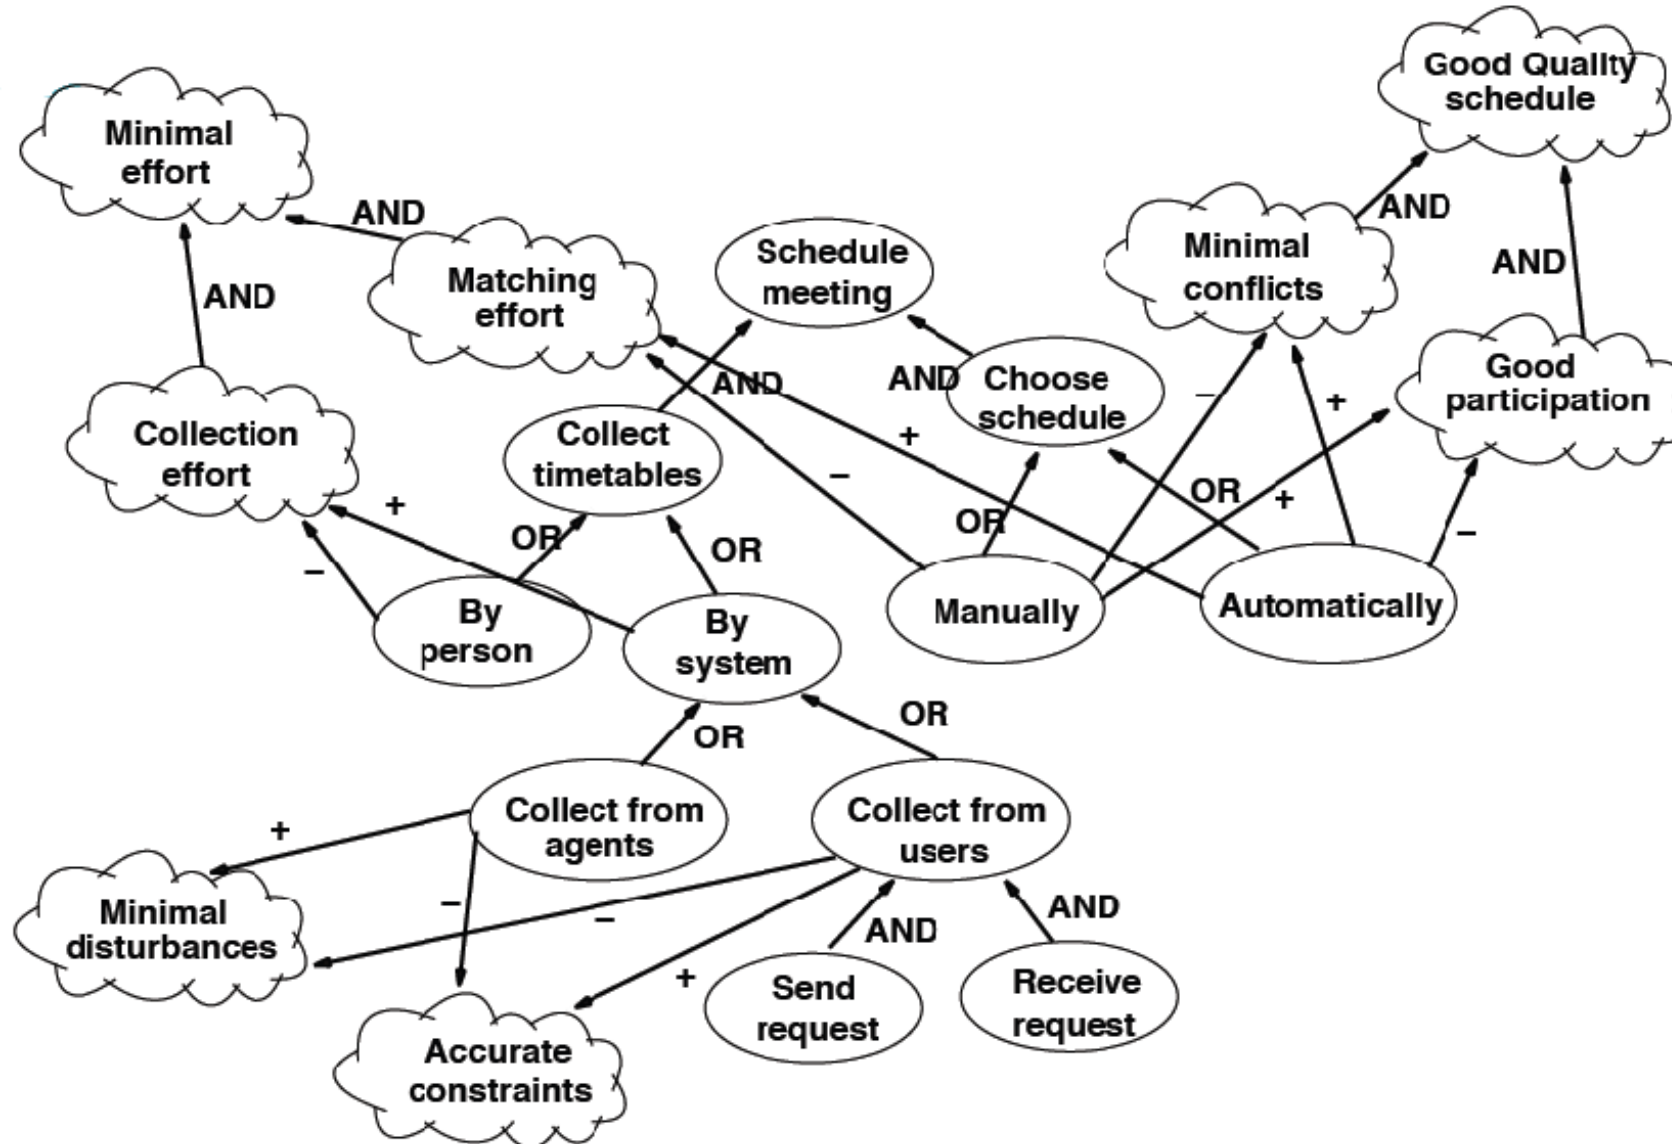 Good Quality
schedule
Minimal
effort
AND
AND
Schedule
meeting
Minimal
conflicts
AND
Matching
effort
AND
AND
AND
Choose
schedule
Good
participation
Collection
effort
Collect
timetables
+
–
–
+
+
–
OR
OR
OR
OR
+
–
–
By
person
By
system
Manually
Automatically
OR
OR
Collect from
agents
Collect from
users
+
–
–
+
Minimal
disturbances
AND
AND
Send
request
Receive
request
Accurate
constraints